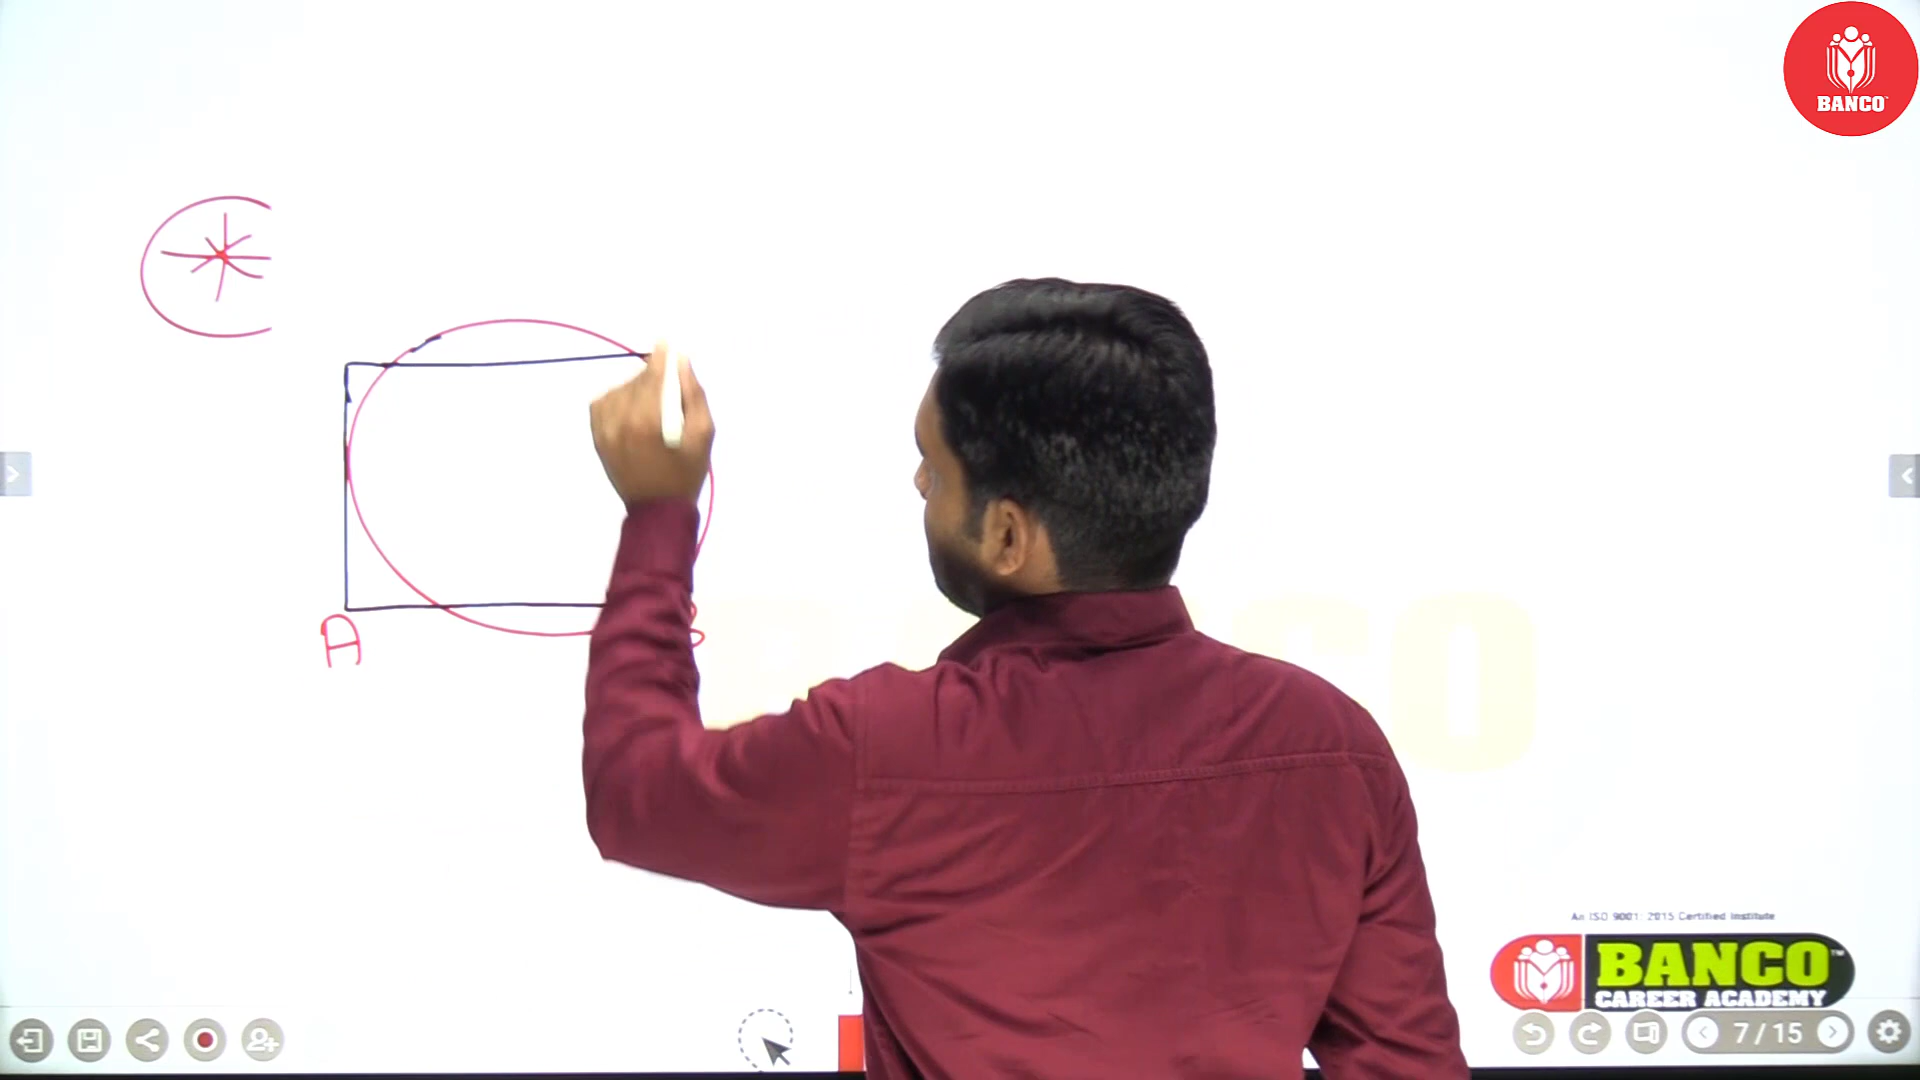 BANCO
A
An ISO 9001: 2015 Certified Institute
BANCO
CAREER ACADEMY
7 / 15